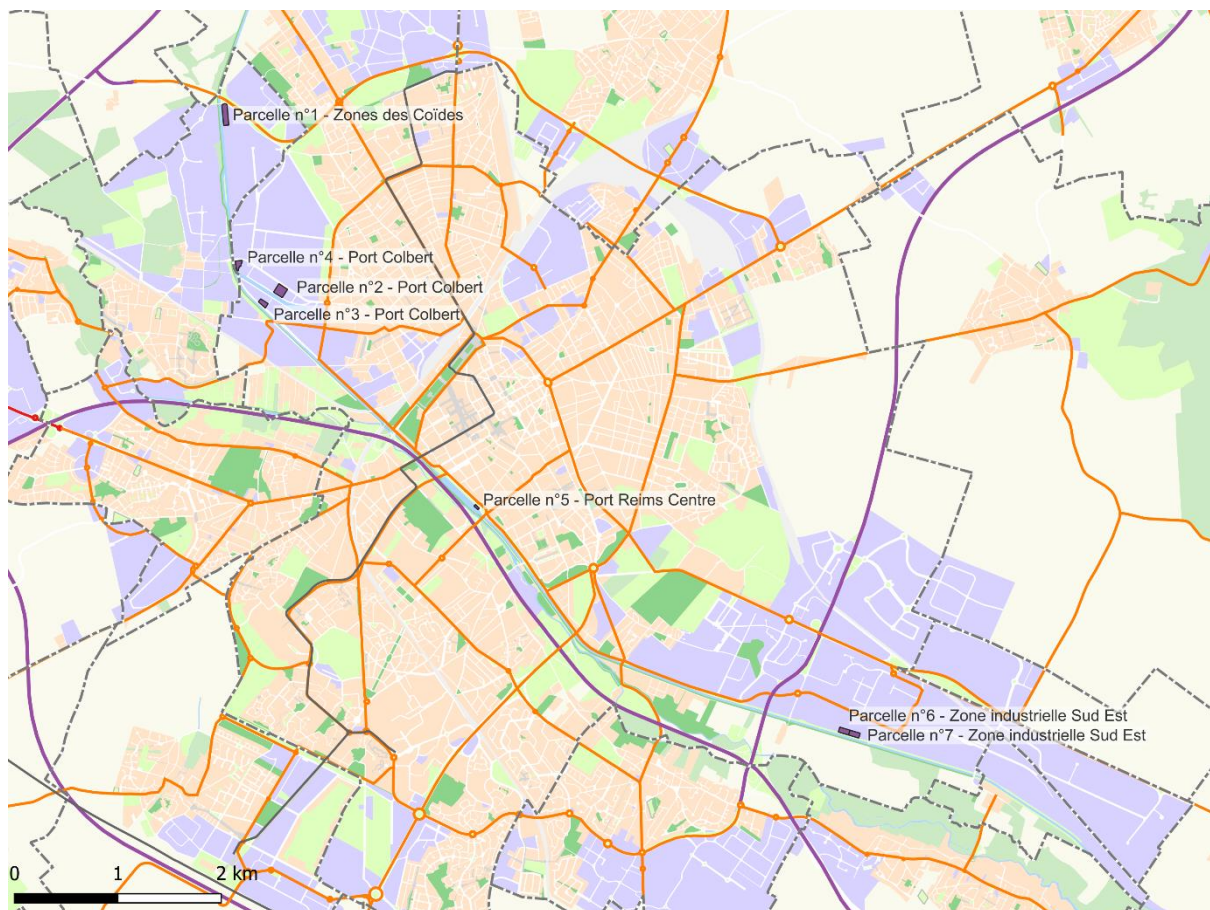 Parcelle n°1 - Zones des Coïdes
Parcelle n°4 - Port Colbert
Parcelle n°2 - Port Colbert
Parcelle n°3 - Port Colbert
Parcelle n°5 - Port Reims Centre
Parcelle n°6 - Zone industrielle Sud Est
Parcelle n°7 - Zone industrielle Sud Est
0 1 2 km